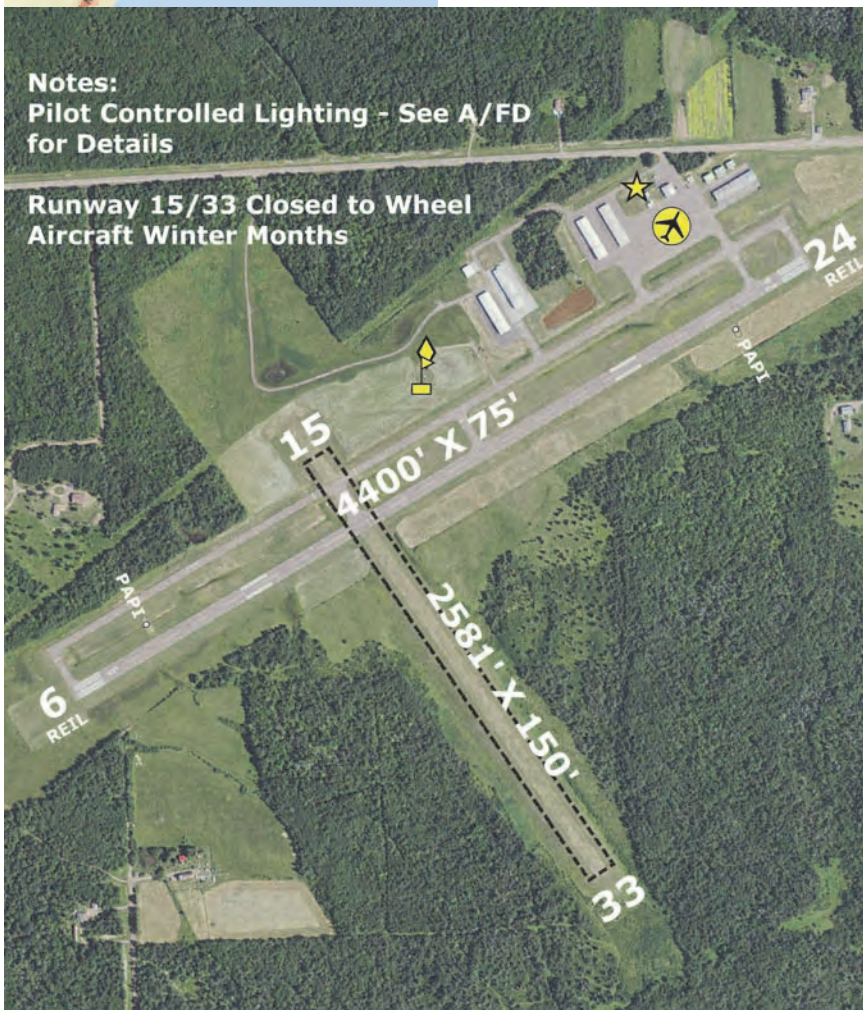 Notes:
Pilot Controlled Lighting - See A/FD
for Details
Runway 15/33 Closed to Wheel
Aircraft Winter Months
24
REIL
PAPI
15
4400' X 75'
PAPI
2581' X 150'
6
REIL
33